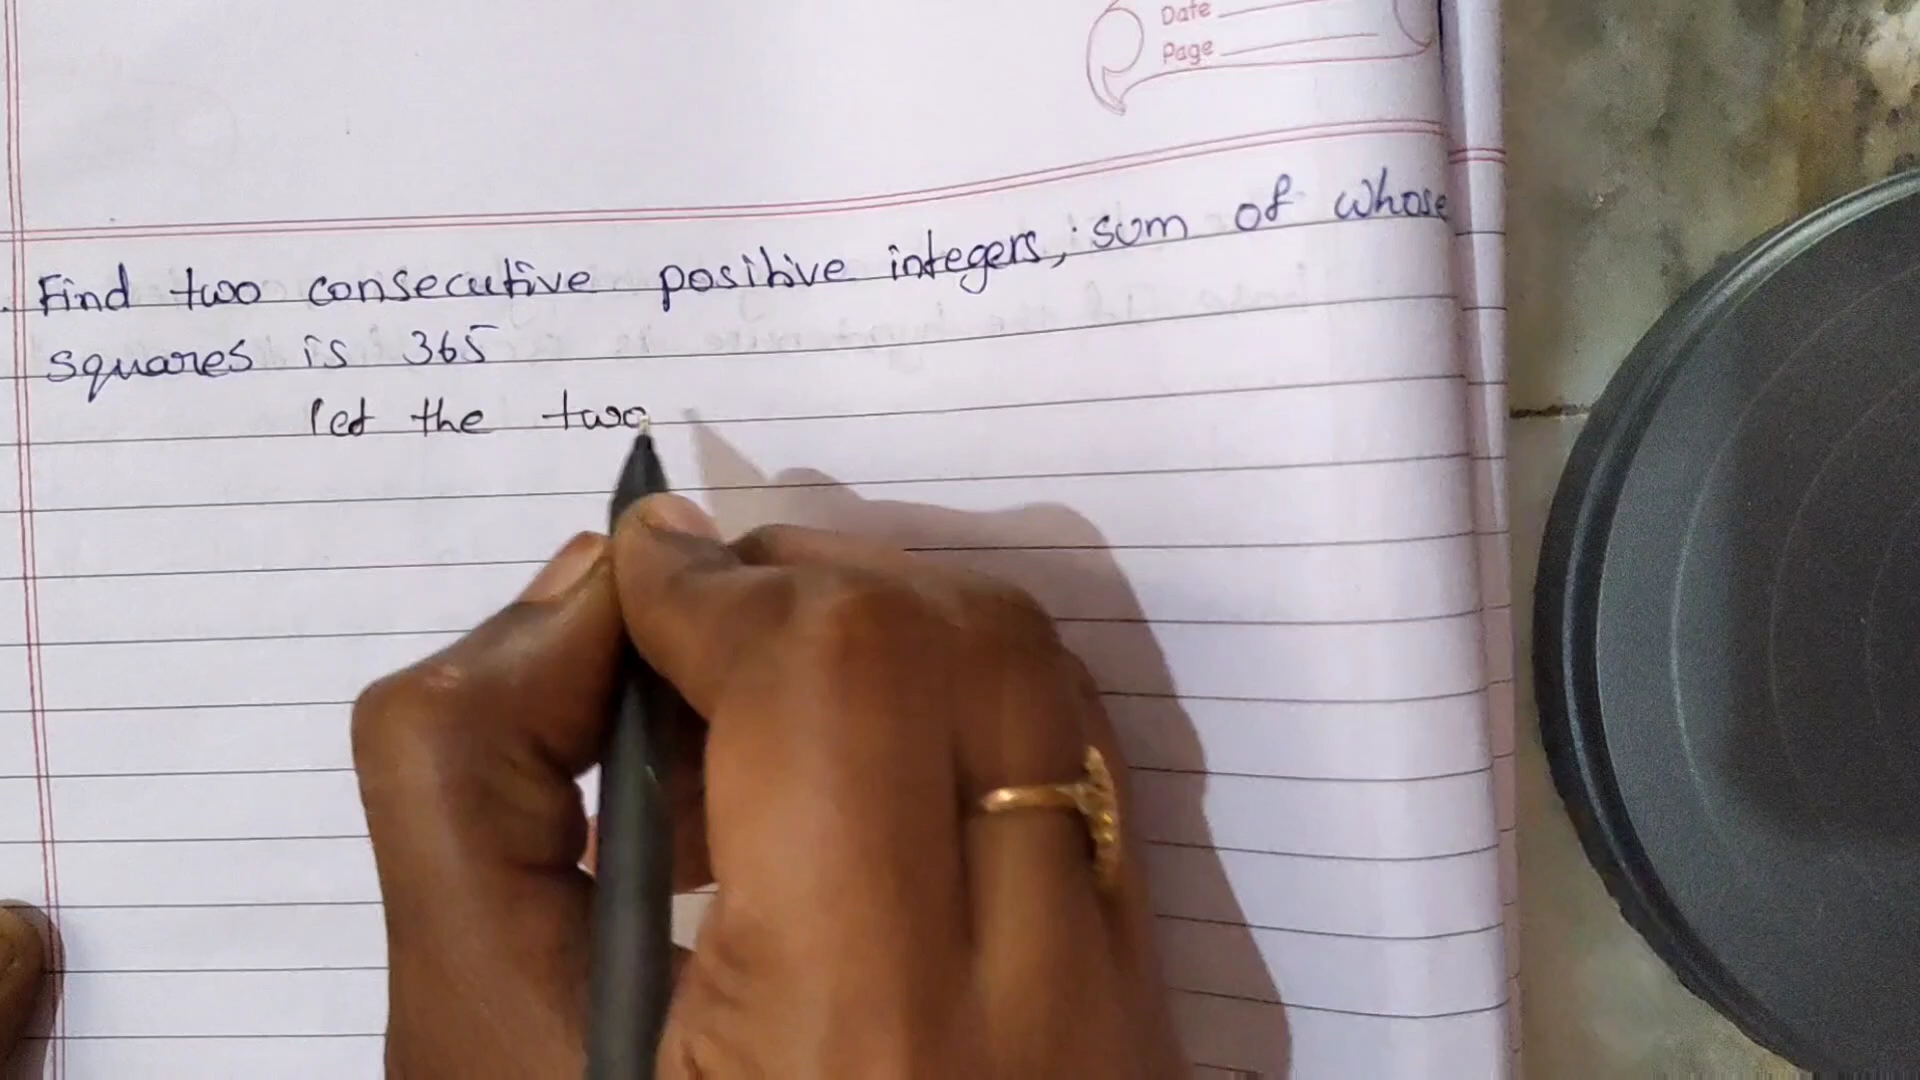 Date
Page
Find two consecutive positive integers, sum of whose
squares is 365
let the two